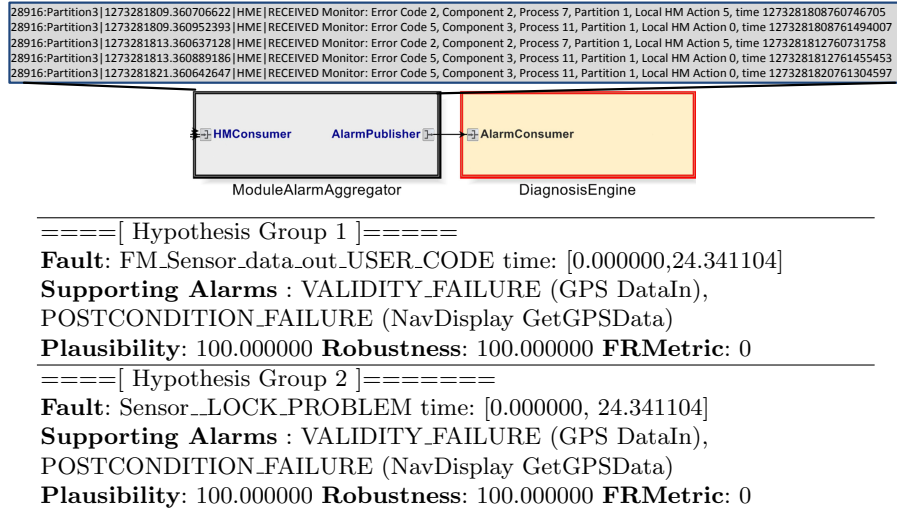 28916:Partition3|1273281809.360706622|HME|RECEIVED Monitor: Error Code 2, Component 2, Process 7, Partition 1, Local HM Action 5, time 1273281808760746705
28916:Partition3|1273281809.360952393|HME|RECEIVED Monitor: Error Code 5, Component 3, Process 11, Partition 1, Local HM Action 0, time 1273281808761494007
28916:Partition3|1273281813.360637128|HME|RECEIVED Monitor: Error Code 2, Component 2, Process 7, Partition 1, Local HM Action 5, time 1273281812760731758
28916:Partition3|1273281813.360889186|HME|RECEIVED Monitor: Error Code 5, Component 3, Process 11, Partition 1, Local HM Action 0, time 1273281812761455453
28916:Partition3|1273281821.360642647|HME|RECEIVED Monitor: Error Code 5, Component 3, Process 11, Partition 1, Local HM Action 0, time 1273281820761304597
HMConsumer AlarmPublisher AlarmConsumer
ModuleAlarmAggregator DiagnosisEngine
====[ Hypothesis Group 1 ]=====
Fault: FM_Sensor_data_out_USER_CODE time: [0.000000,24.341104]
Supporting Alarms : VALIDITY_FAILURE (GPS DataIn),
POSTCONDITION_FAILURE (NavDisplay GetGPSData)
Plausibility: 100.000000 Robustness: 100.000000 FRMetric: 0
====[ Hypothesis Group 2 ]=======
Fault: Sensor__LOCK_PROBLEM time: [0.000000, 24.341104]
Supporting Alarms : VALIDITY_FAILURE (GPS DataIn),
POSTCONDITION_FAILURE (NavDisplay GetGPSData)
Plausibility: 100.000000 Robustness: 100.000000 FRMetric: 0